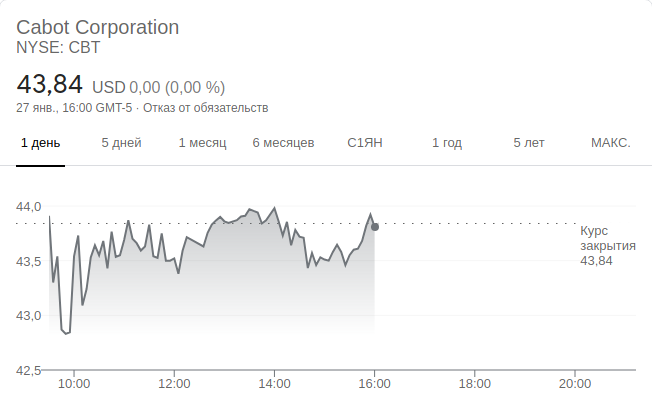 Cabot Corporation
NYSE: CBT
43,84 USD 0,00 (0,00 %)
27 янв., 16:00 GMT-5 · Отказ от обязательств
1 день 5 дней 1 месяц 6 месяцев С1ЯН 1 год 5 лет МАКС.
44,0
Курс
закрытия
43,84
43,5
43,0
42,5
10:00 12:00 14:00 16:00 18:00 20:00